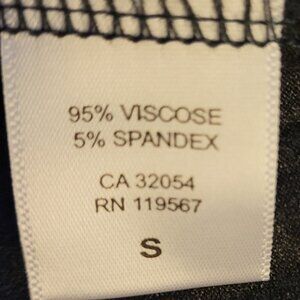 95% VISCOSE
5% SPANDEX
CA 32054
RN 119567
S